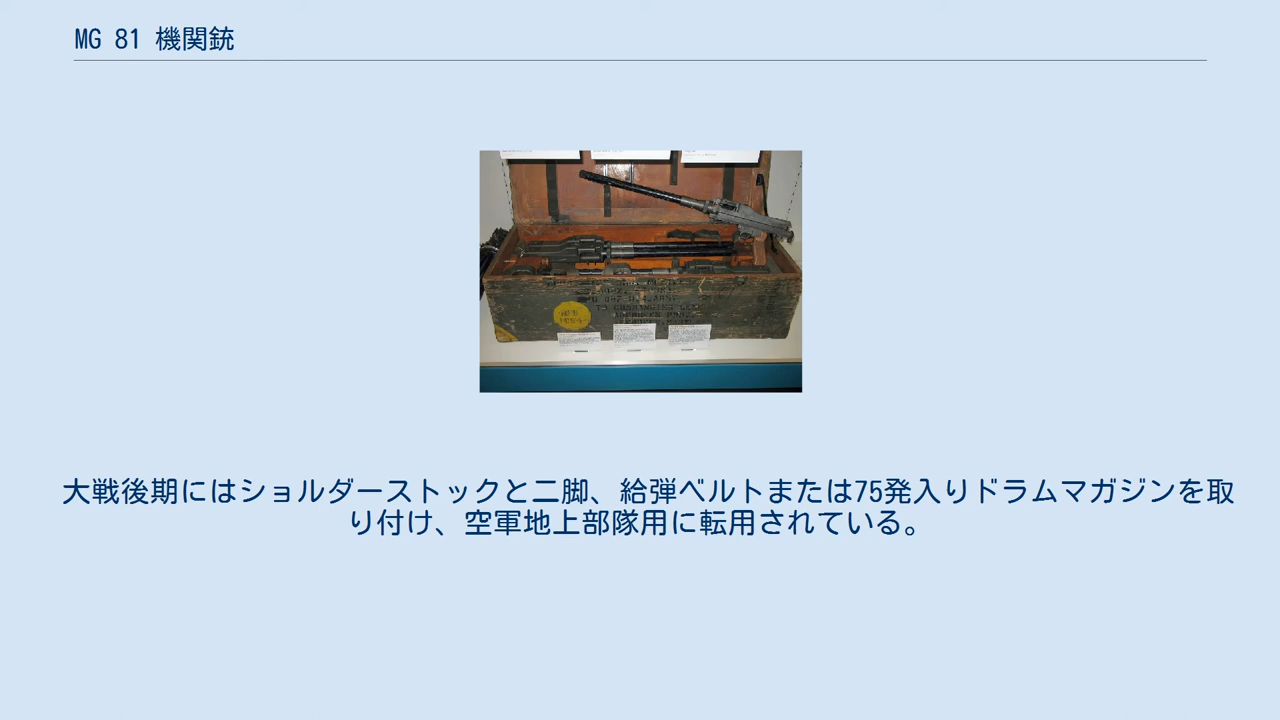 MG 81 機関銃
大戦後期にはショルダーストックと二脚、給弾ベルトまたは75発入りドラムマガジンを取
り付け、空軍地上部隊用に転用されている。